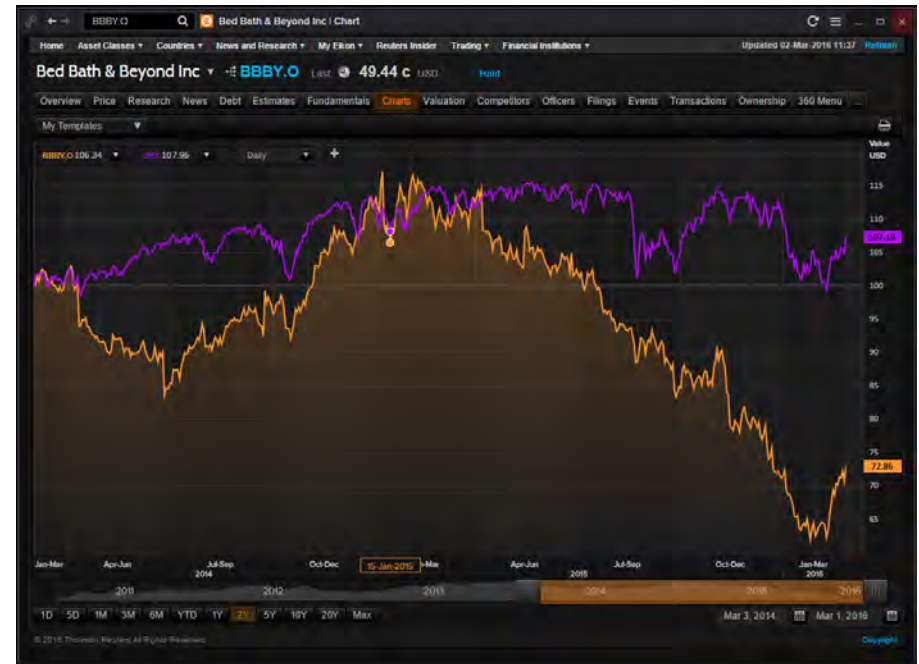 BBBY.O Bed Bath & Beyond Inc | Chart
Home Asset Classes Countries News and Research My Eikon Reuters Insider Trading Financial Institutions Updated 02-Mar-2016 11:37 Refresh
Bed Bath & Beyond Inc BBBY.O Last 49.44 c USD Hold
Overview Price Research News Debt Estimates Fundamentals Charts Valuation Competitors Officers Filings Events Transactions Ownership 360 Menu ...
My Templates
BBBY.O 106.34 107.96 Daily +
Value
USD
115
110
107.19
105
100
95
90
85
80
75
72.86
70
65
Jan-Mar Apr-Jun Jul-Sep Oct-Dec 15-Jan-2015 -Mar Apr-Jun Jul-Sep Oct-Dec Jan-Mar
2014 2015 2016
2011 2012 2013 2014 2015 2016
1D 5D 1M 3M 6M YTD 1Y 2Y 5Y 10Y 20Y Max Mar 3, 2014 Mar 1, 2016
© 2016 Thomson Reuters All Rights Reserved. Copyright